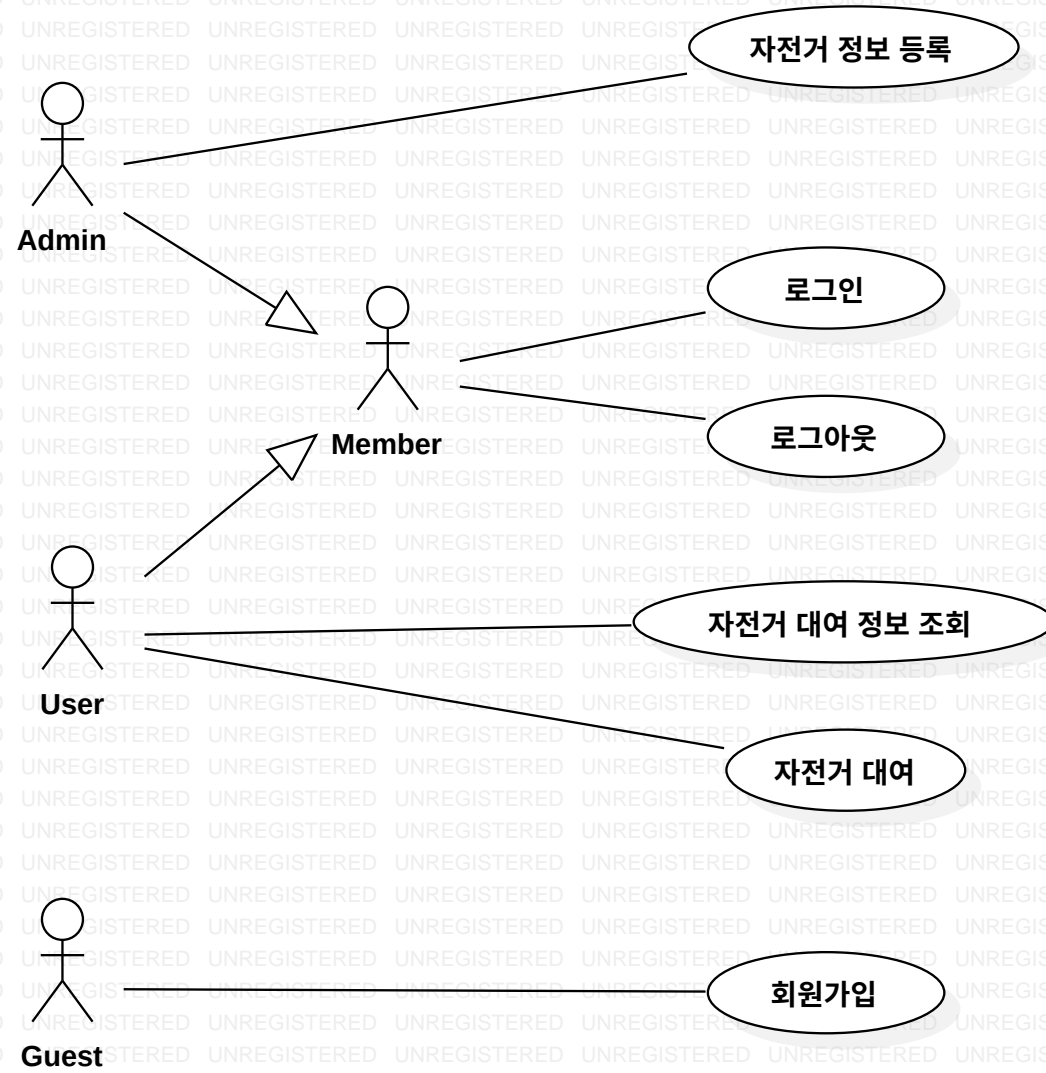 자전거 정보 등록
Admin
로그인
로그아웃
Member
자전거 대여 정보 조회
User
자전거 대여
회원가입
Guest